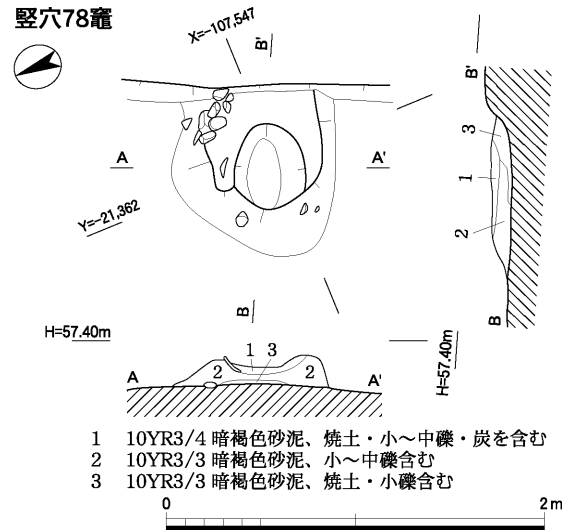 竪穴78竈
X=-107,547
B'
A
A'
Y=-21,362
B'
3
1
2
B
B
H=57.40m
1
3
2
2
A
A'
H=57.40m
1 10YR3/4 暗褐色砂泥、焼土・小～中礫・炭を含む
2 10YR3/3 暗褐色砂泥、小～中礫含む
3 10YR3/3 暗褐色砂泥、焼土・小礫含む
0
2m